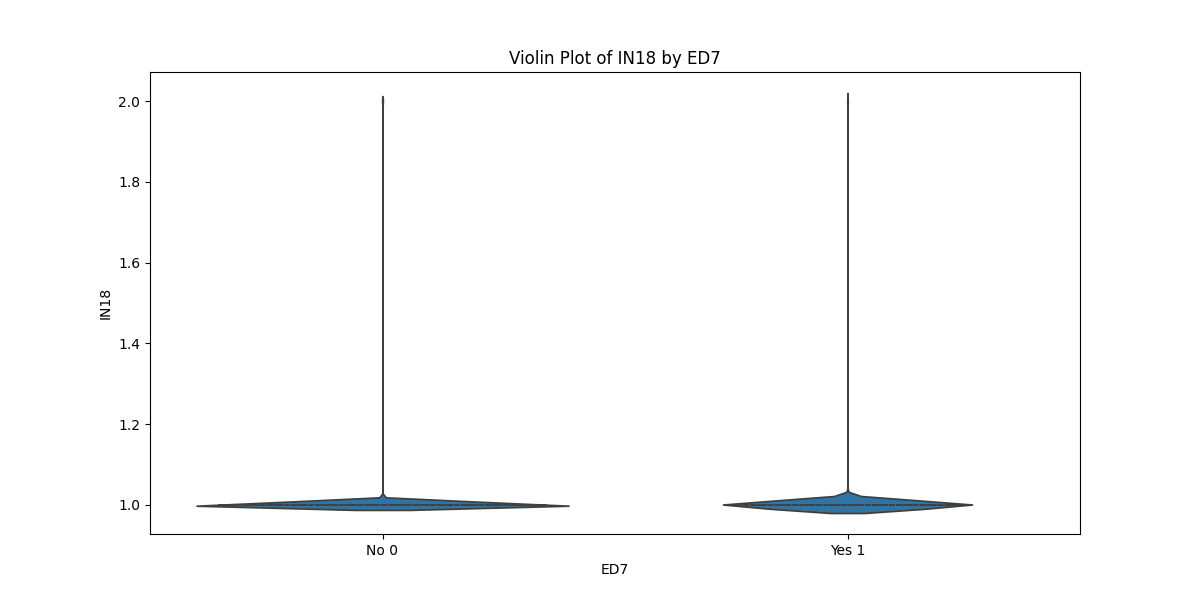 Violin Plot of IN18 by ED7
2.0
1.8
1.6
1.4
1.2
1.0
IN18
No 0
Yes 1
ED7